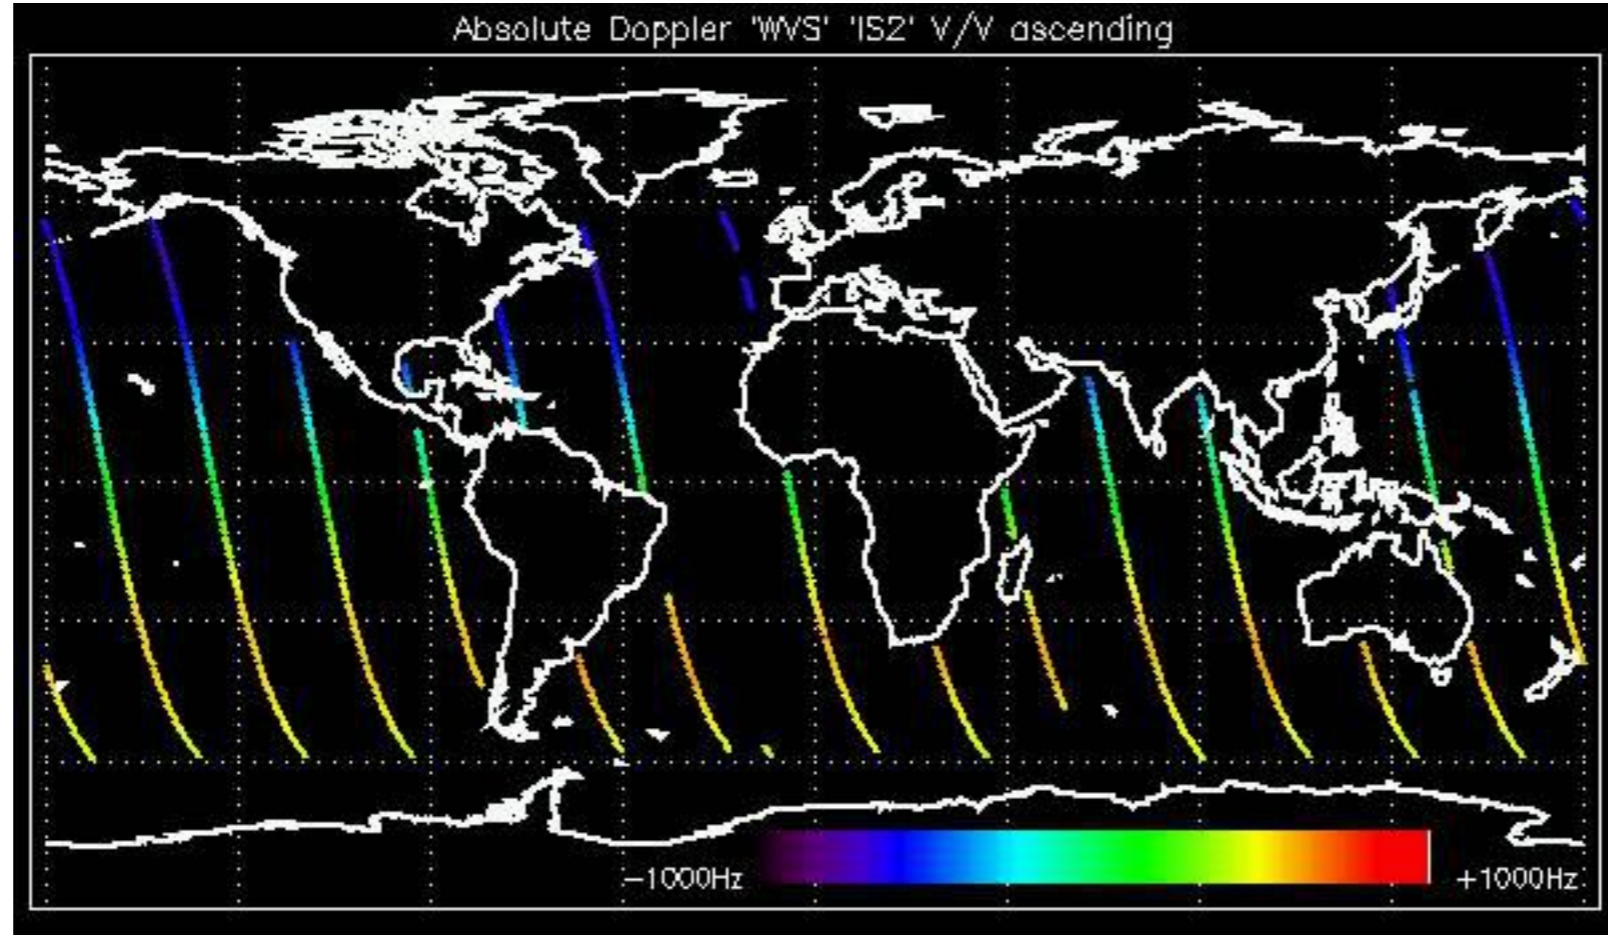 Absolute Doppler 'WVS' 'IS2' V/V ascending
−1000Hz
+1000Hz